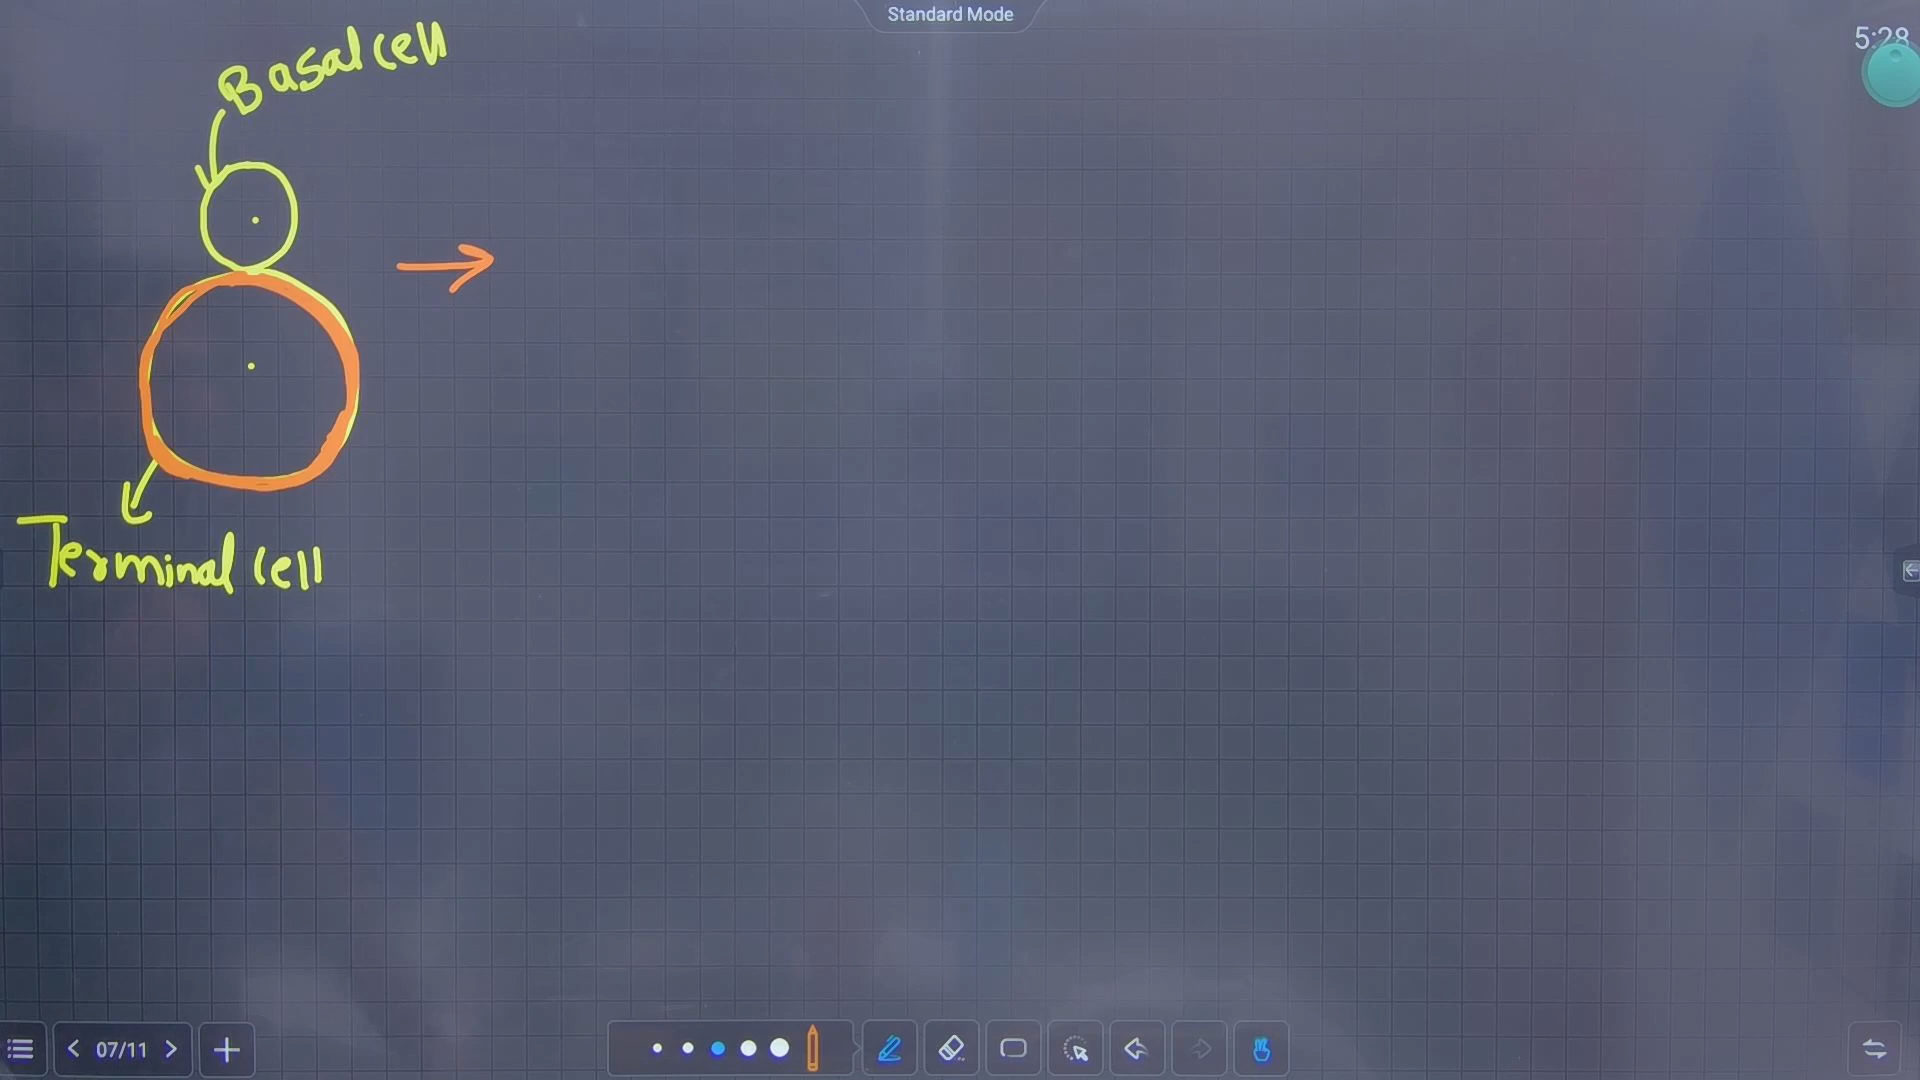 Standard Mode
5:28
Basal cell
Terminal cell
07/11